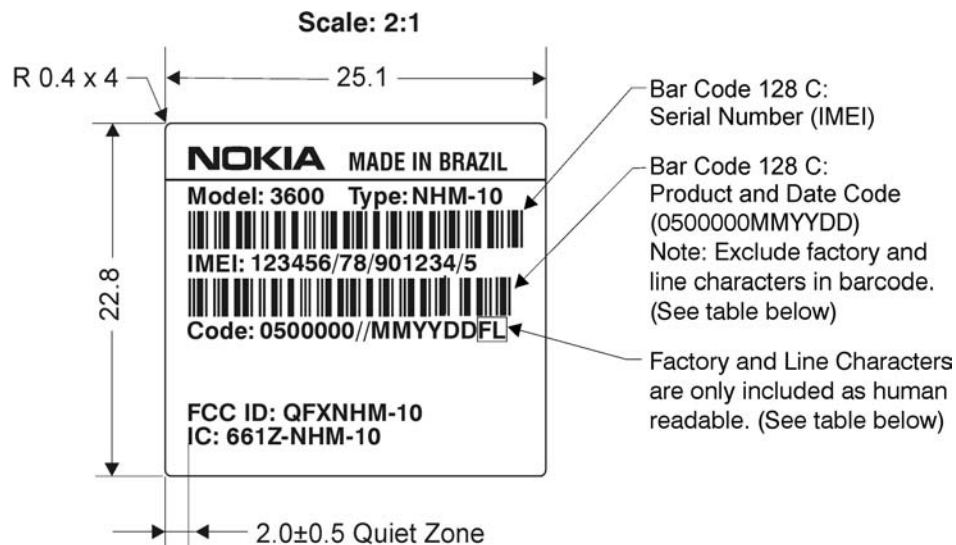 Scale: 2:1
R 0.4 x 4
25.1
22.8
NOKIA MADE IN BRAZIL
Model: 3600 Type: NHM-10
IMEI: 123456/78/901234/5
Code: 0500000//MMYYDDFL
FCC ID: QFXNHM-10
IC: 661Z-NHM-10
2.0±0.5 Quiet Zone
Bar Code 128 C:
Serial Number (IMEI)
Bar Code 128 C:
Product and Date Code
(0500000MMYYDD)
Note: Exclude factory and
line characters in barcode.
(See table below)
Factory and Line Characters
are only included as human
readable. (See table below)